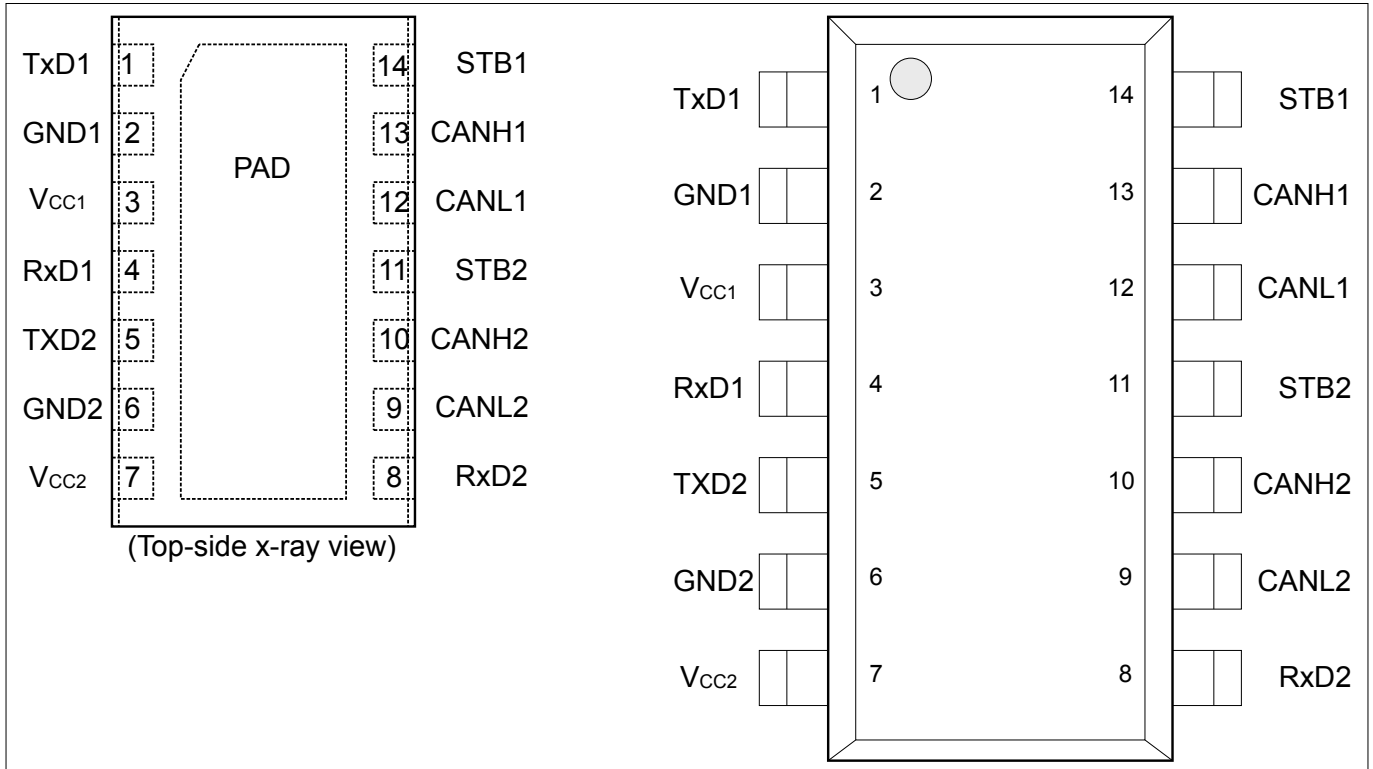 TxD1 1 14 STB1
GND1 2 13 CANH1
PAD
VCC1 3 12 CANL1
RxD1 4 11 STB2
TXD2 5 10 CANH2
GND2 6 9 CANL2
VCC2 7 8 RxD2
(Top-side x-ray view)
TxD1 1 14 STB1
GND1 2 13 CANH1
VCC1 3 12 CANL1
RxD1 4 11 STB2
TXD2 5 10 CANH2
GND2 6 9 CANL2
VCC2 7 8 RxD2